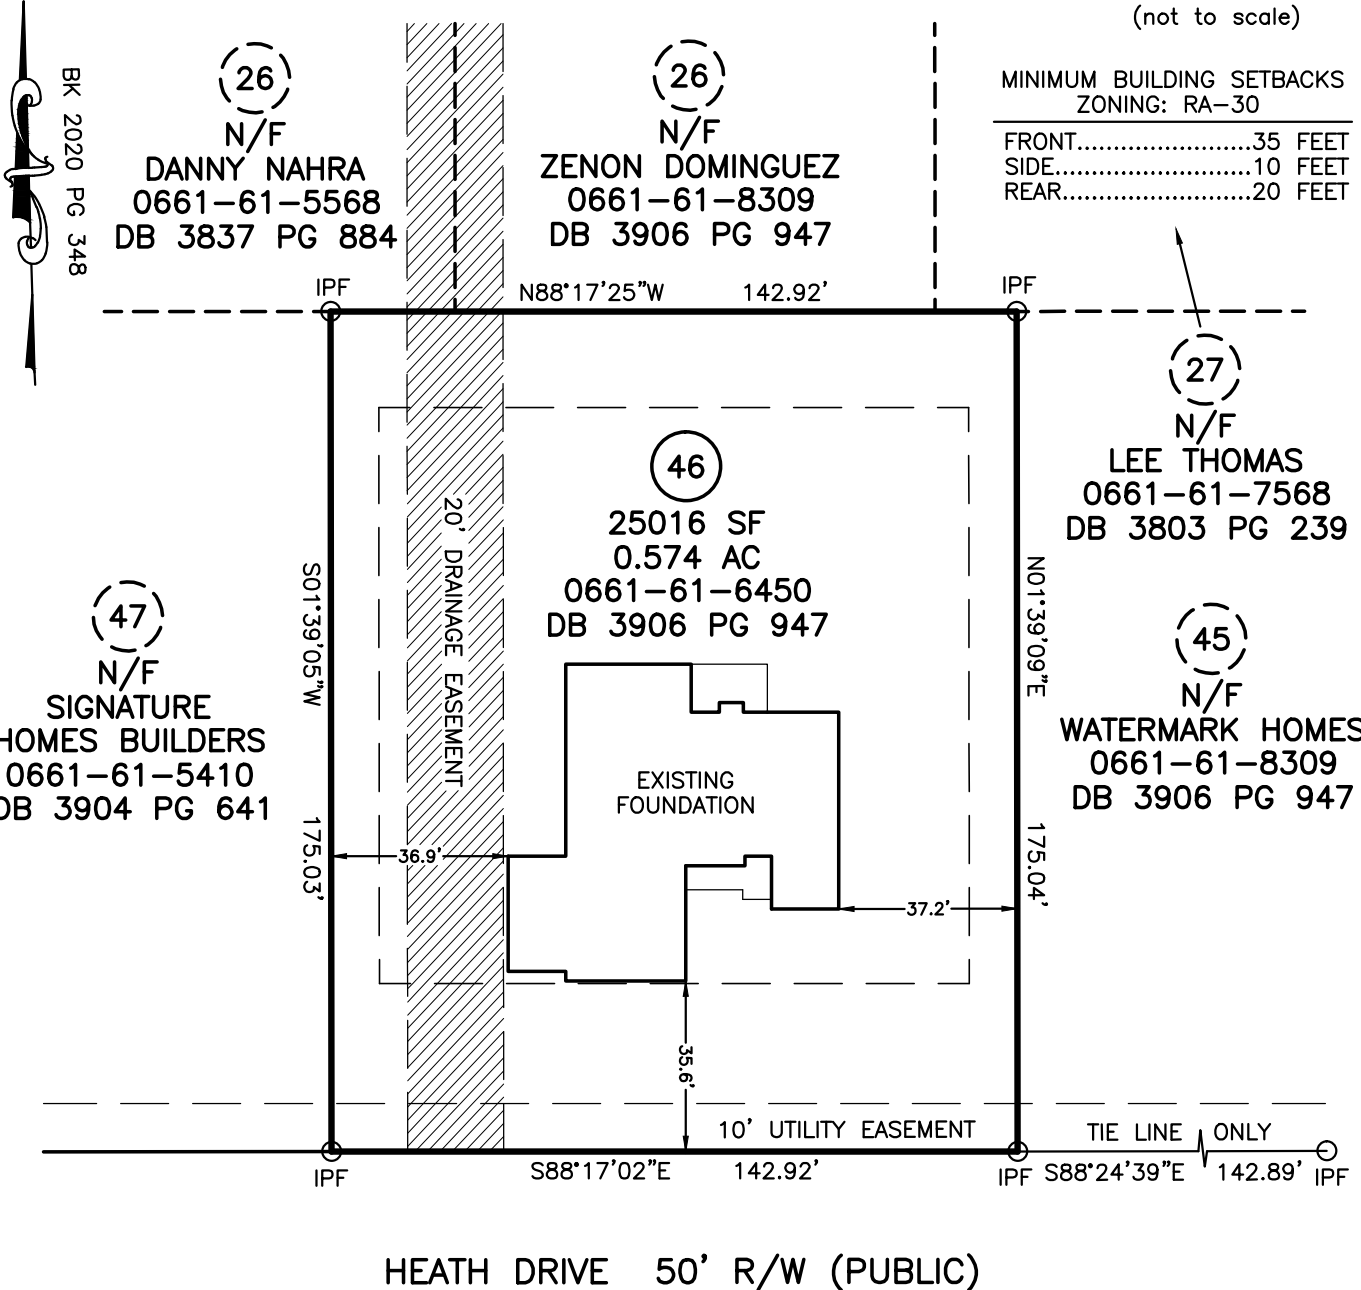 (not to scale)
MINIMUM BUILDING SETBACKS
ZONING: RA-30
FRONT........................35 FEET
SIDE...........................10 FEET
REAR..........................20 FEET
BK 2020 PG 348
26
N/F
DANNY NAHRA
0661-61-5568
DB 3837 PG 884
26
N/F
ZENON DOMINGUEZ
0661-61-8309
DB 3906 PG 947
IPF
N88°17'25"W 142.92'
IPF
27
N/F
LEE THOMAS
0661-61-7568
DB 3803 PG 239
46
25016 SF
0.574 AC
0661-61-6450
DB 3906 PG 947
20' DRAINAGE EASEMENT
S01°39'05"W 175.03'
N01°39'09"E 175.04'
47
N/F
SIGNATURE
HOMES BUILDERS
0661-61-5410
DB 3904 PG 641
45
N/F
WATERMARK HOMES
0661-61-8309
DB 3906 PG 947
EXISTING
FOUNDATION
36.9'
37.2'
35.6'
10' UTILITY EASEMENT
TIE LINE ONLY
IPF
S88°17'02"E 142.92'
IPF
S88°24'39"E 142.89'
IPF
HEATH DRIVE 50' R/W (PUBLIC)